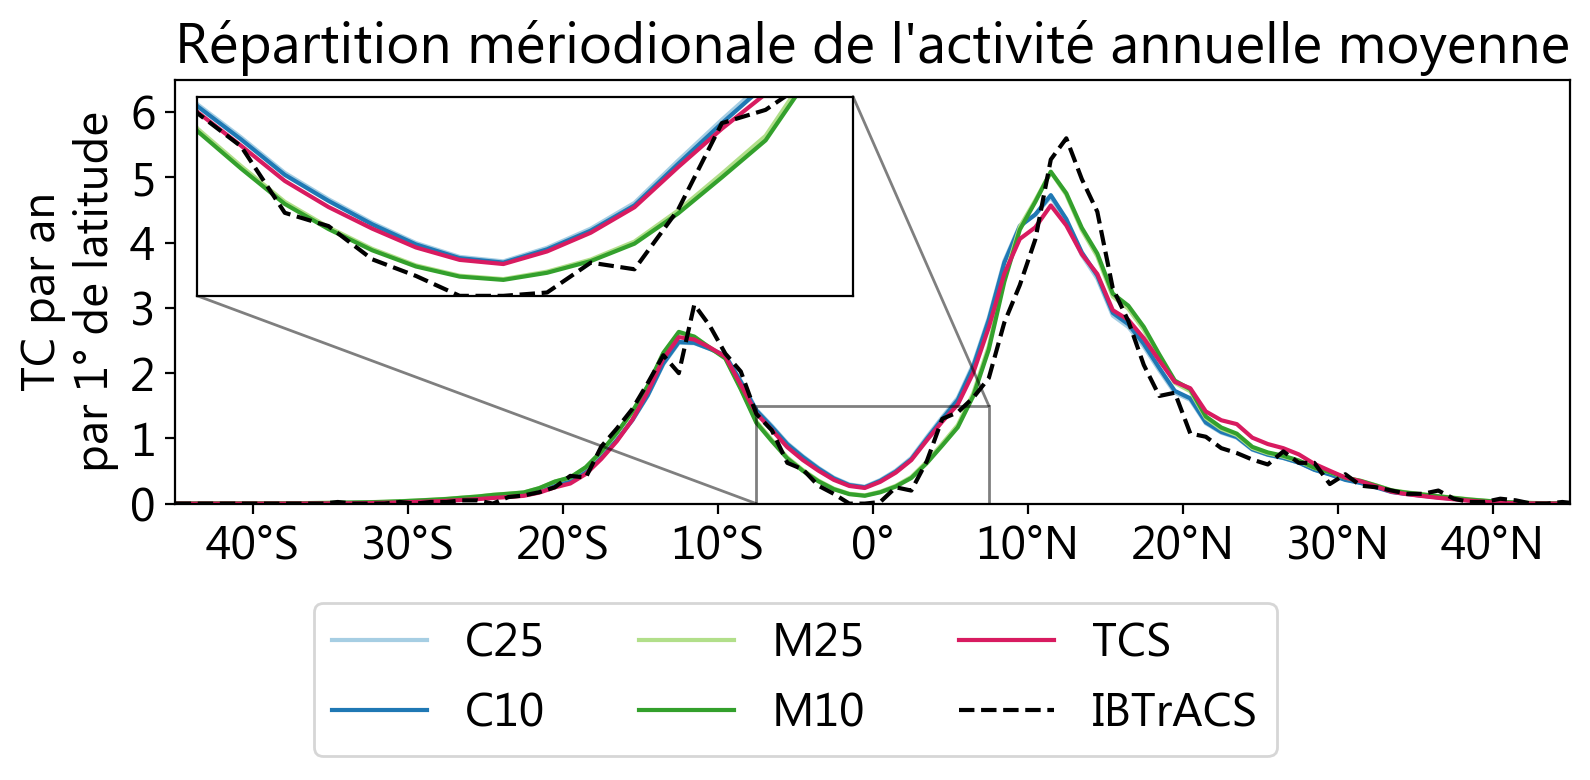 Répartition mériodionale de l'activité annuelle moyenne
TC par an
par 1° de latitude
6
5
4
3
2
1
0
40°S 30°S 20°S 10°S 0° 10°N 20°N 30°N 40°N
C25 M25 TCS
C10 M10 IBTrACS